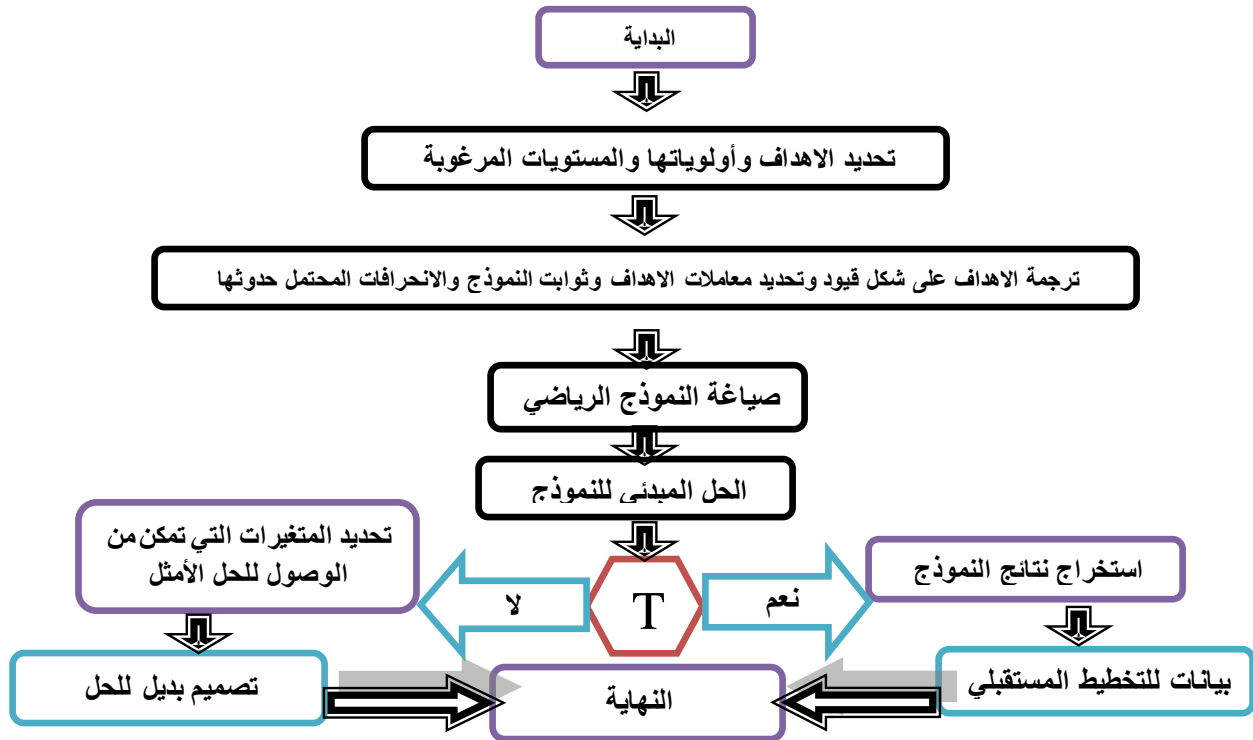 البداية
تحديد الاهداف وأولوياتها والمستويات المرغوبة
ترجمة الاهداف على شكل قيود وتحديد معاملات الاهداف وثوابت النموذج والانحرافات المحتمل حدوثها
صياغة النموذج الرياضي
الحل المبدئي للنموذج
تحديد المتغيرات التي تمكن من
الوصول للحل الأمثل
استخراج نتائج النموذج
نعم
T
لا
بيانات للتخطيط المستقبلي
النهاية
تصميم بديل للحل